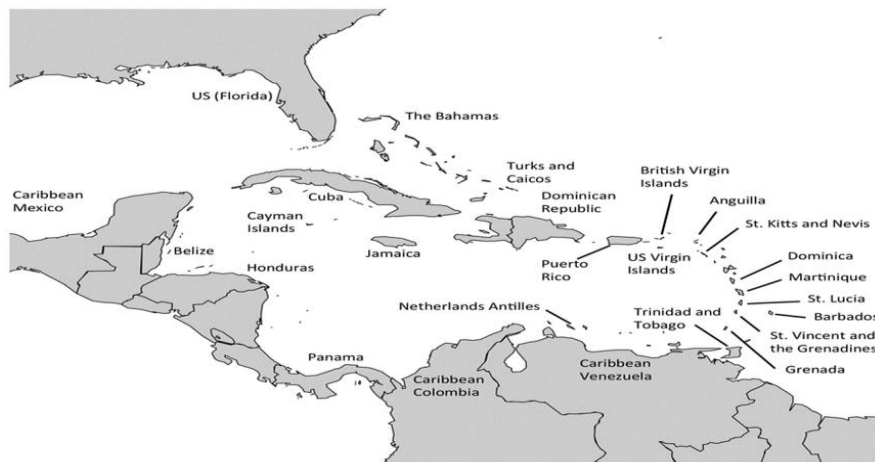 US (Florida)
The Bahamas
Turks and
Caicos
British Virgin
Islands
Caribbean
Mexico
Cuba
Dominican
Republic
Anguilla
Cayman
Islands
St. Kitts and Nevis
Belize
Jamaica
Puerto
Rico
US Virgin
Islands
Dominica
Honduras
Martinique
Netherlands Antilles
Trinidad and
Tobago
St. Lucia
Barbados
St. Vincent and
the Grenadines
Panama
Caribbean
Colombia
Caribbean
Venezuela
Grenada